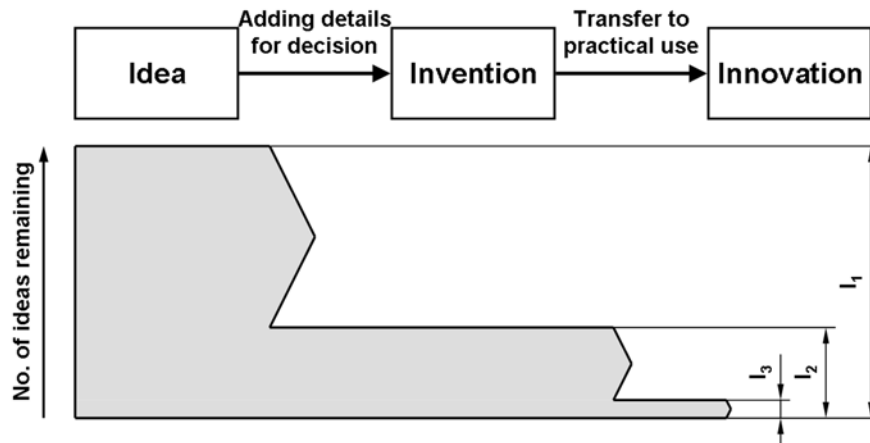 Adding details
for decision
Transfer to
practical use
Idea
Invention
Innovation
No. of ideas remaining
I₁
I₂
I₃